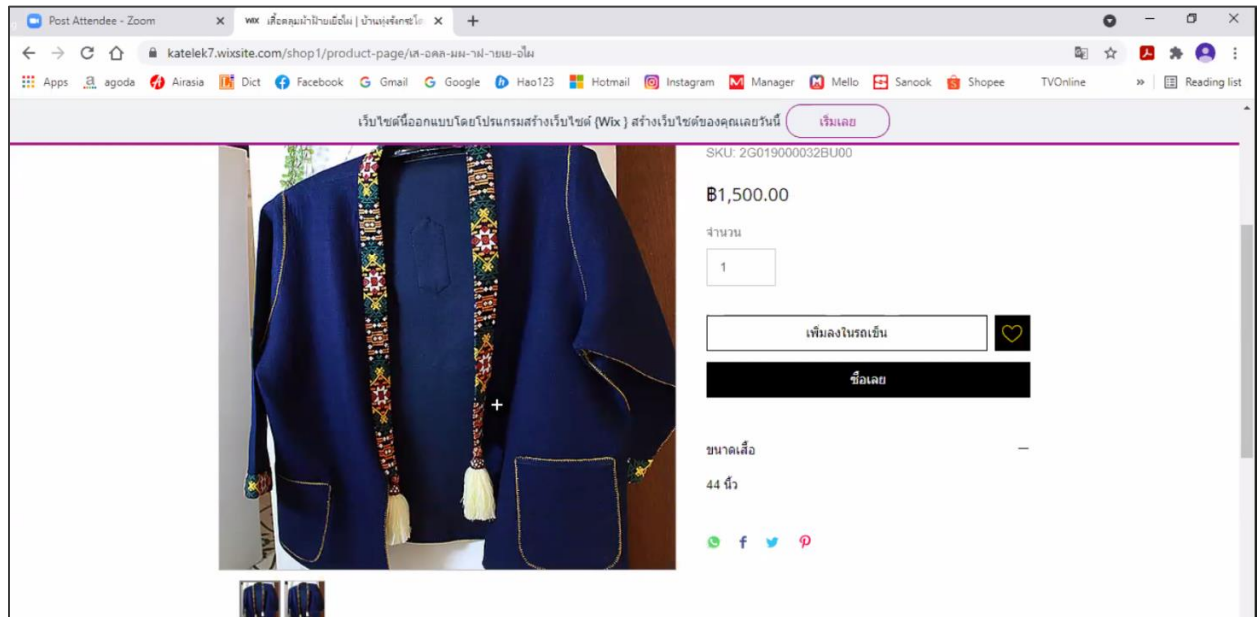 Post Attendee - Zoom
WIX เสื้อคลุมผ้าฝ้ายเยื่อไผ่ | บ้านทุ่งรังกระโด
katelek7.wixsite.com/shop1/product-page/เส-อคล-มผ-าฝ-ายเย-อไผ
Apps agoda Airasia Dict Facebook Gmail Google Hao123 Hotmail Instagram Manager Mello Sanook Shopee TVOnline » Reading list
เว็บไซต์นี้ออกแบบโดยโปรแกรมสร้างเว็บไซต์ {Wix } สร้างเว็บไซต์ของคุณเลยวันนี้ เริ่มเลย
SKU: 2G019000032BU00
฿1,500.00
จำนวน
1
เพิ่มลงในรถเข็น
ซื้อเลย
ขนาดเสื้อ
44 นิ้ว